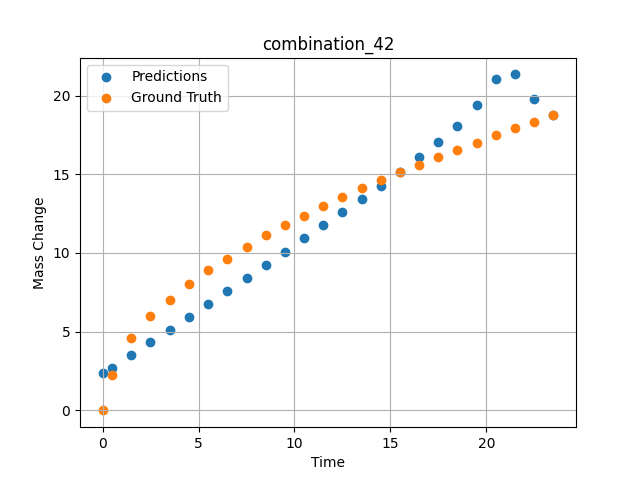 combination_42
Predictions
Ground Truth
20
15
10
5
0
Mass Change
0 5 10 15 20
Time